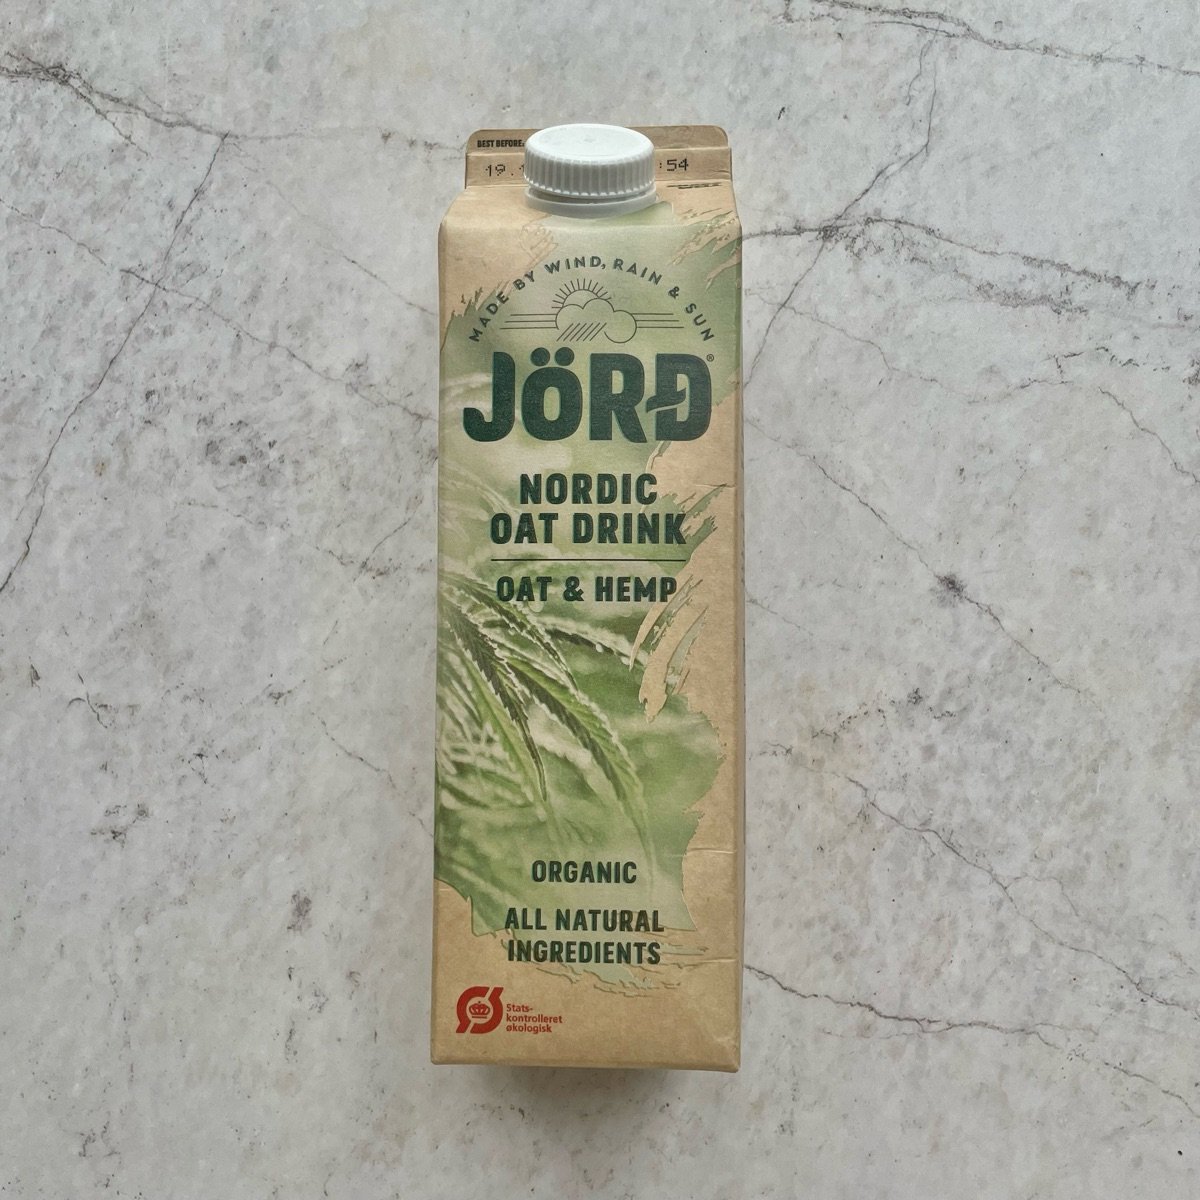 BEST BEFORE:
19. :54
MADE BY WIND, RAIN & SUN
JÖRĐ®
NORDIC
OAT DRINK
OAT & HEMP
ORGANIC
ALL NATURAL
INGREDIENTS
Stats-
kontrolleret
økologisk